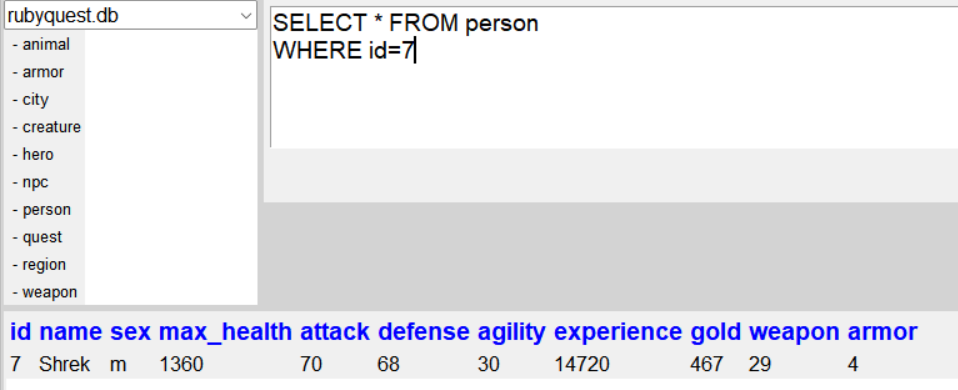 rubyquest.db
- animal
- armor
- city
- creature
- hero
- npc
- person
- quest
- region
- weapon
SELECT * FROM person
WHERE id=7
id name sex max_health attack defense agility experience gold weapon armor
7 Shrek m 1360 70 68 30 14720 467 29 4